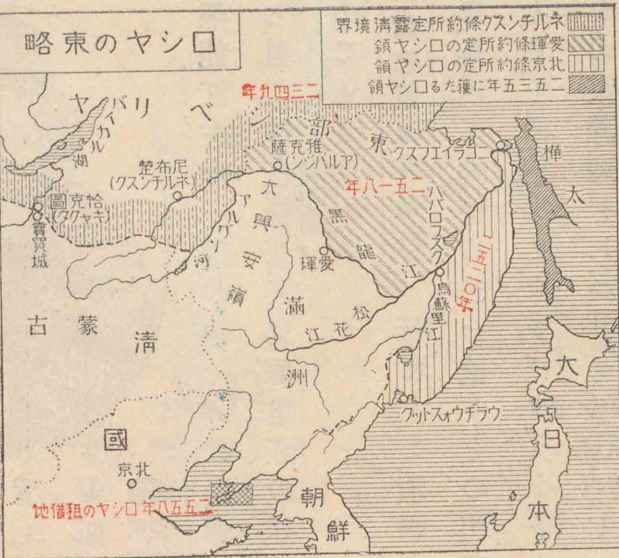 ロシヤの東略
ネルチンスク條約所定露清境界
愛琿條約所定のロシヤ領
北京條約所定のロシヤ領
二五三五年に獲たるロシヤ領
二三四九年
東部シベリヤ
バイカル湖
尼布楚
(ネルチンスク)
雅克薩
(アルバジン)
恰克圖
(キャクタ)
買賣城
アルグン河
大興安嶺
黑龍江
愛琿
二五一八年
ニコライエフスク
ハバロフスク
樺太
烏蘇里江
二五二〇年
松花江
滿洲
蒙古
清國
北京
ウラヂウォストック
大日本
朝鮮
二五五八年ロシヤの租借地